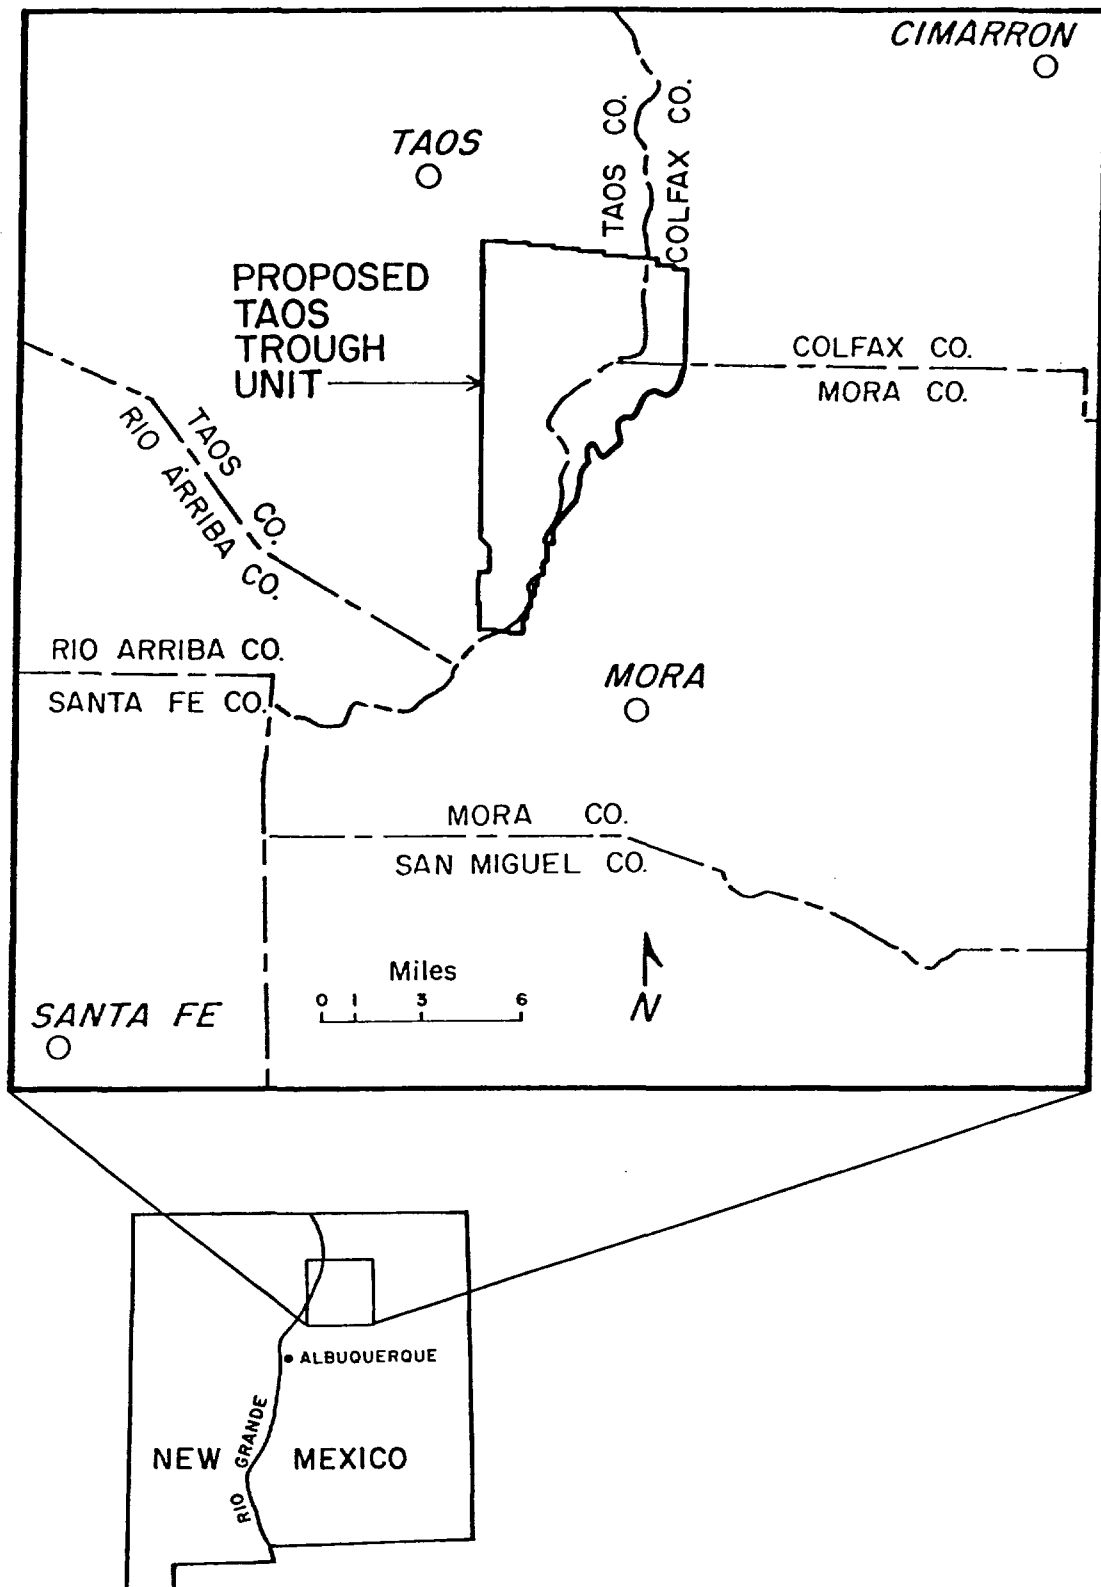 CIMARRON
TAOS
TAOS CO.
COLFAX CO.
PROPOSED
TAOS
TROUGH
UNIT
COLFAX CO.
MORA CO.
TAOS CO.
RIO ARRIBA CO.
RIO ARRIBA CO.
SANTA FE CO.
MORA
MORA CO.
SAN MIGUEL CO.
Miles
0 1 3 6
N
SANTA FE
ALBUQUERQUE
RIO GRANDE
NEW MEXICO